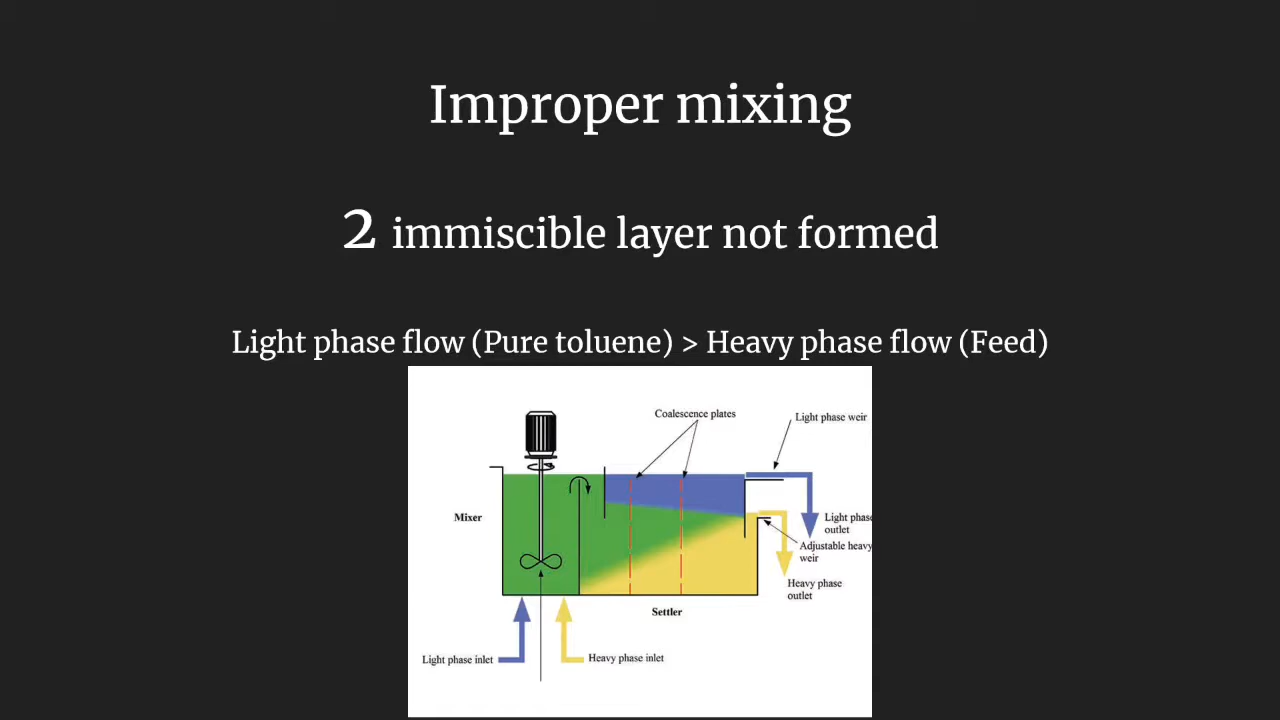 Improper mixing
2 immiscible layer not formed
Light phase flow (Pure toluene) > Heavy phase flow (Feed)
Coalescence plates
Light phase weir
Mixer
Light phase
outlet
Adjustable heavy
weir
Heavy phase
outlet
Settler
Light phase inlet
Heavy phase inlet